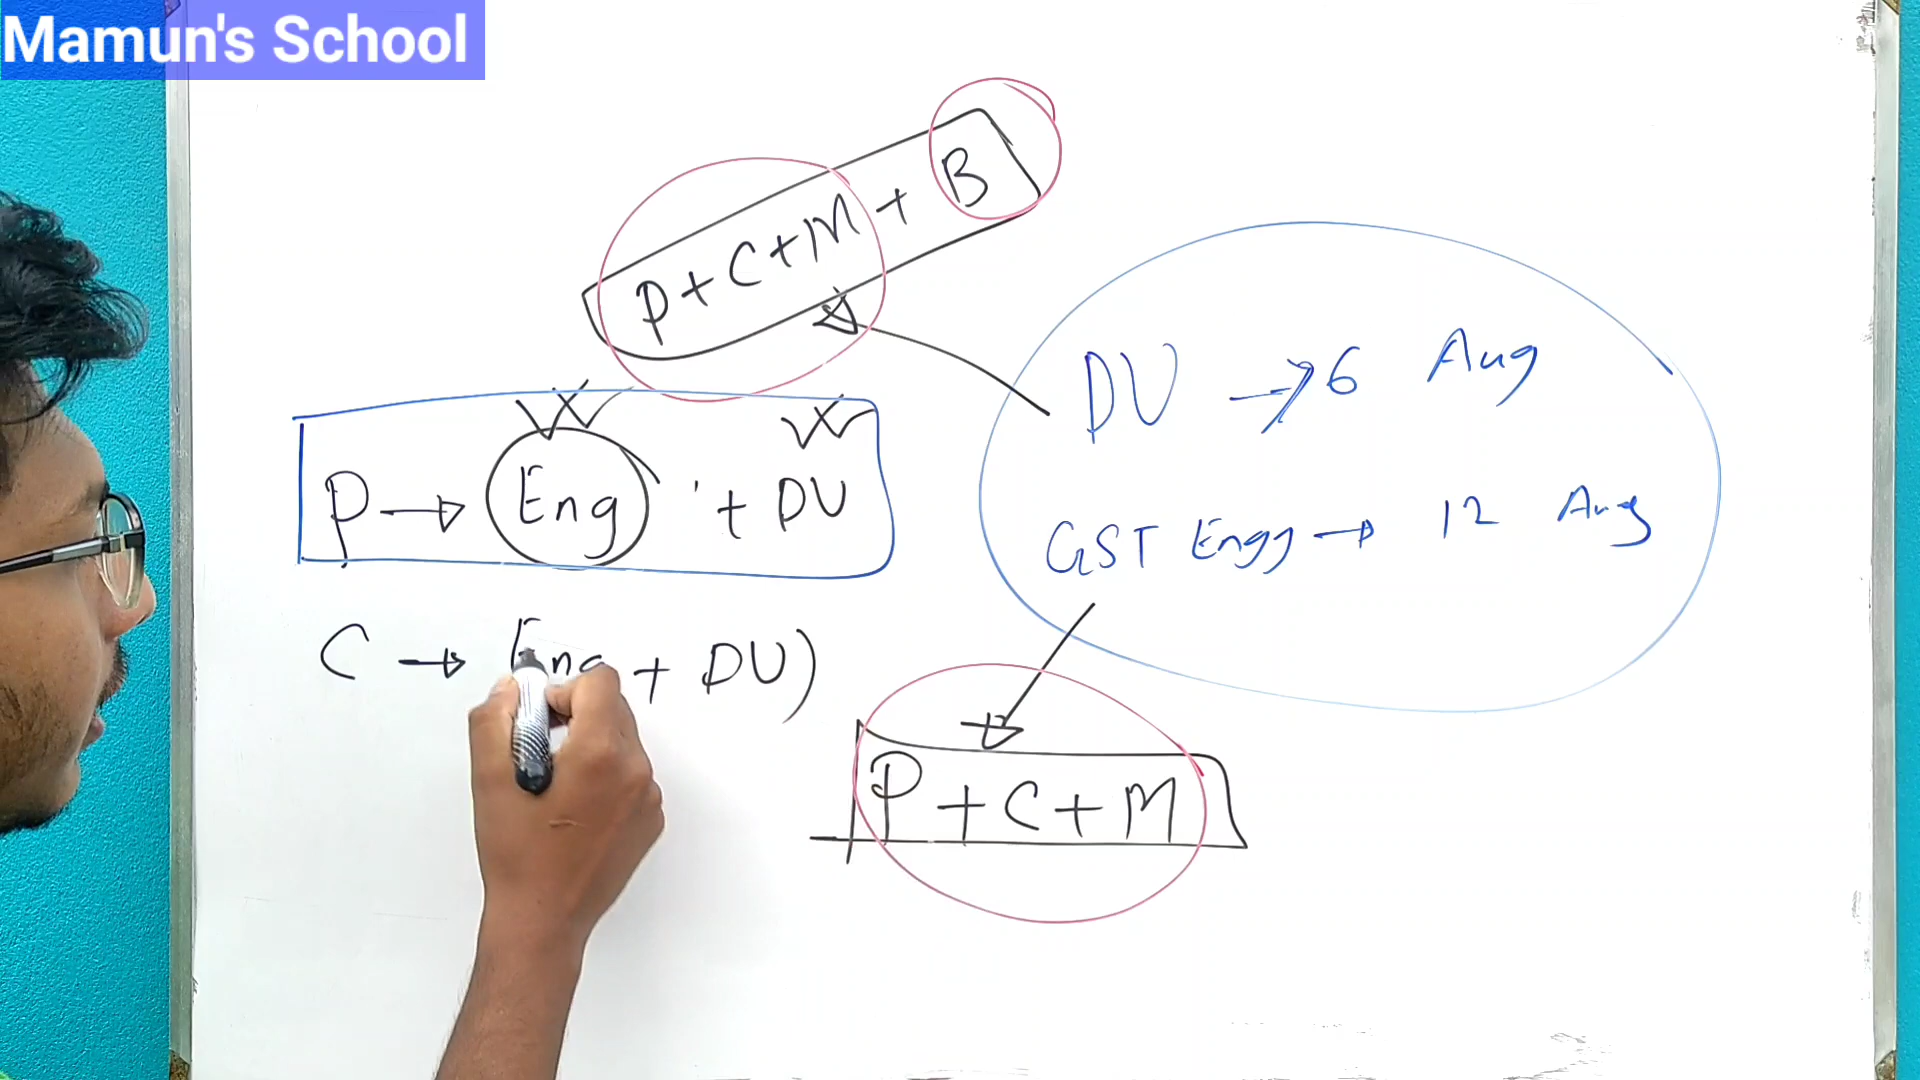 Mamun's School
P + C + M + B
DU → 6 Aug
P → Eng + DU
GST Engg → 12 Aug
C → (Eng + DU)
P + C + M